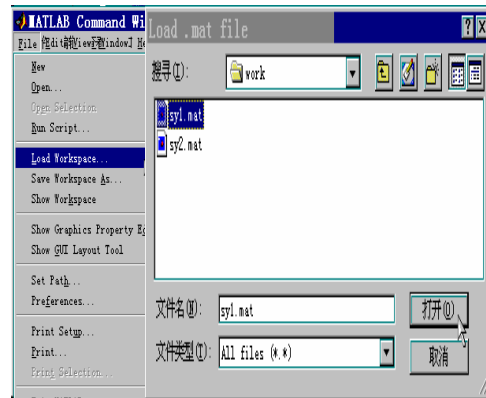 MATLAB Command Wi
File Edit View Window He
New
Open...
Open Selection
Run Script...
Load Workspace...
Save Workspace As...
Show Workspace
Show Graphics Property E
Show GUI Layout Tool
Set Path...
Preferences...
Print Setup...
Print...
Print Selection...
Load .mat file
搜寻(I):
work
sy1.mat
sy2.mat
文件名(N):
sy1.mat
打开(O)
文件类型(T):
All files (*.*)
取消